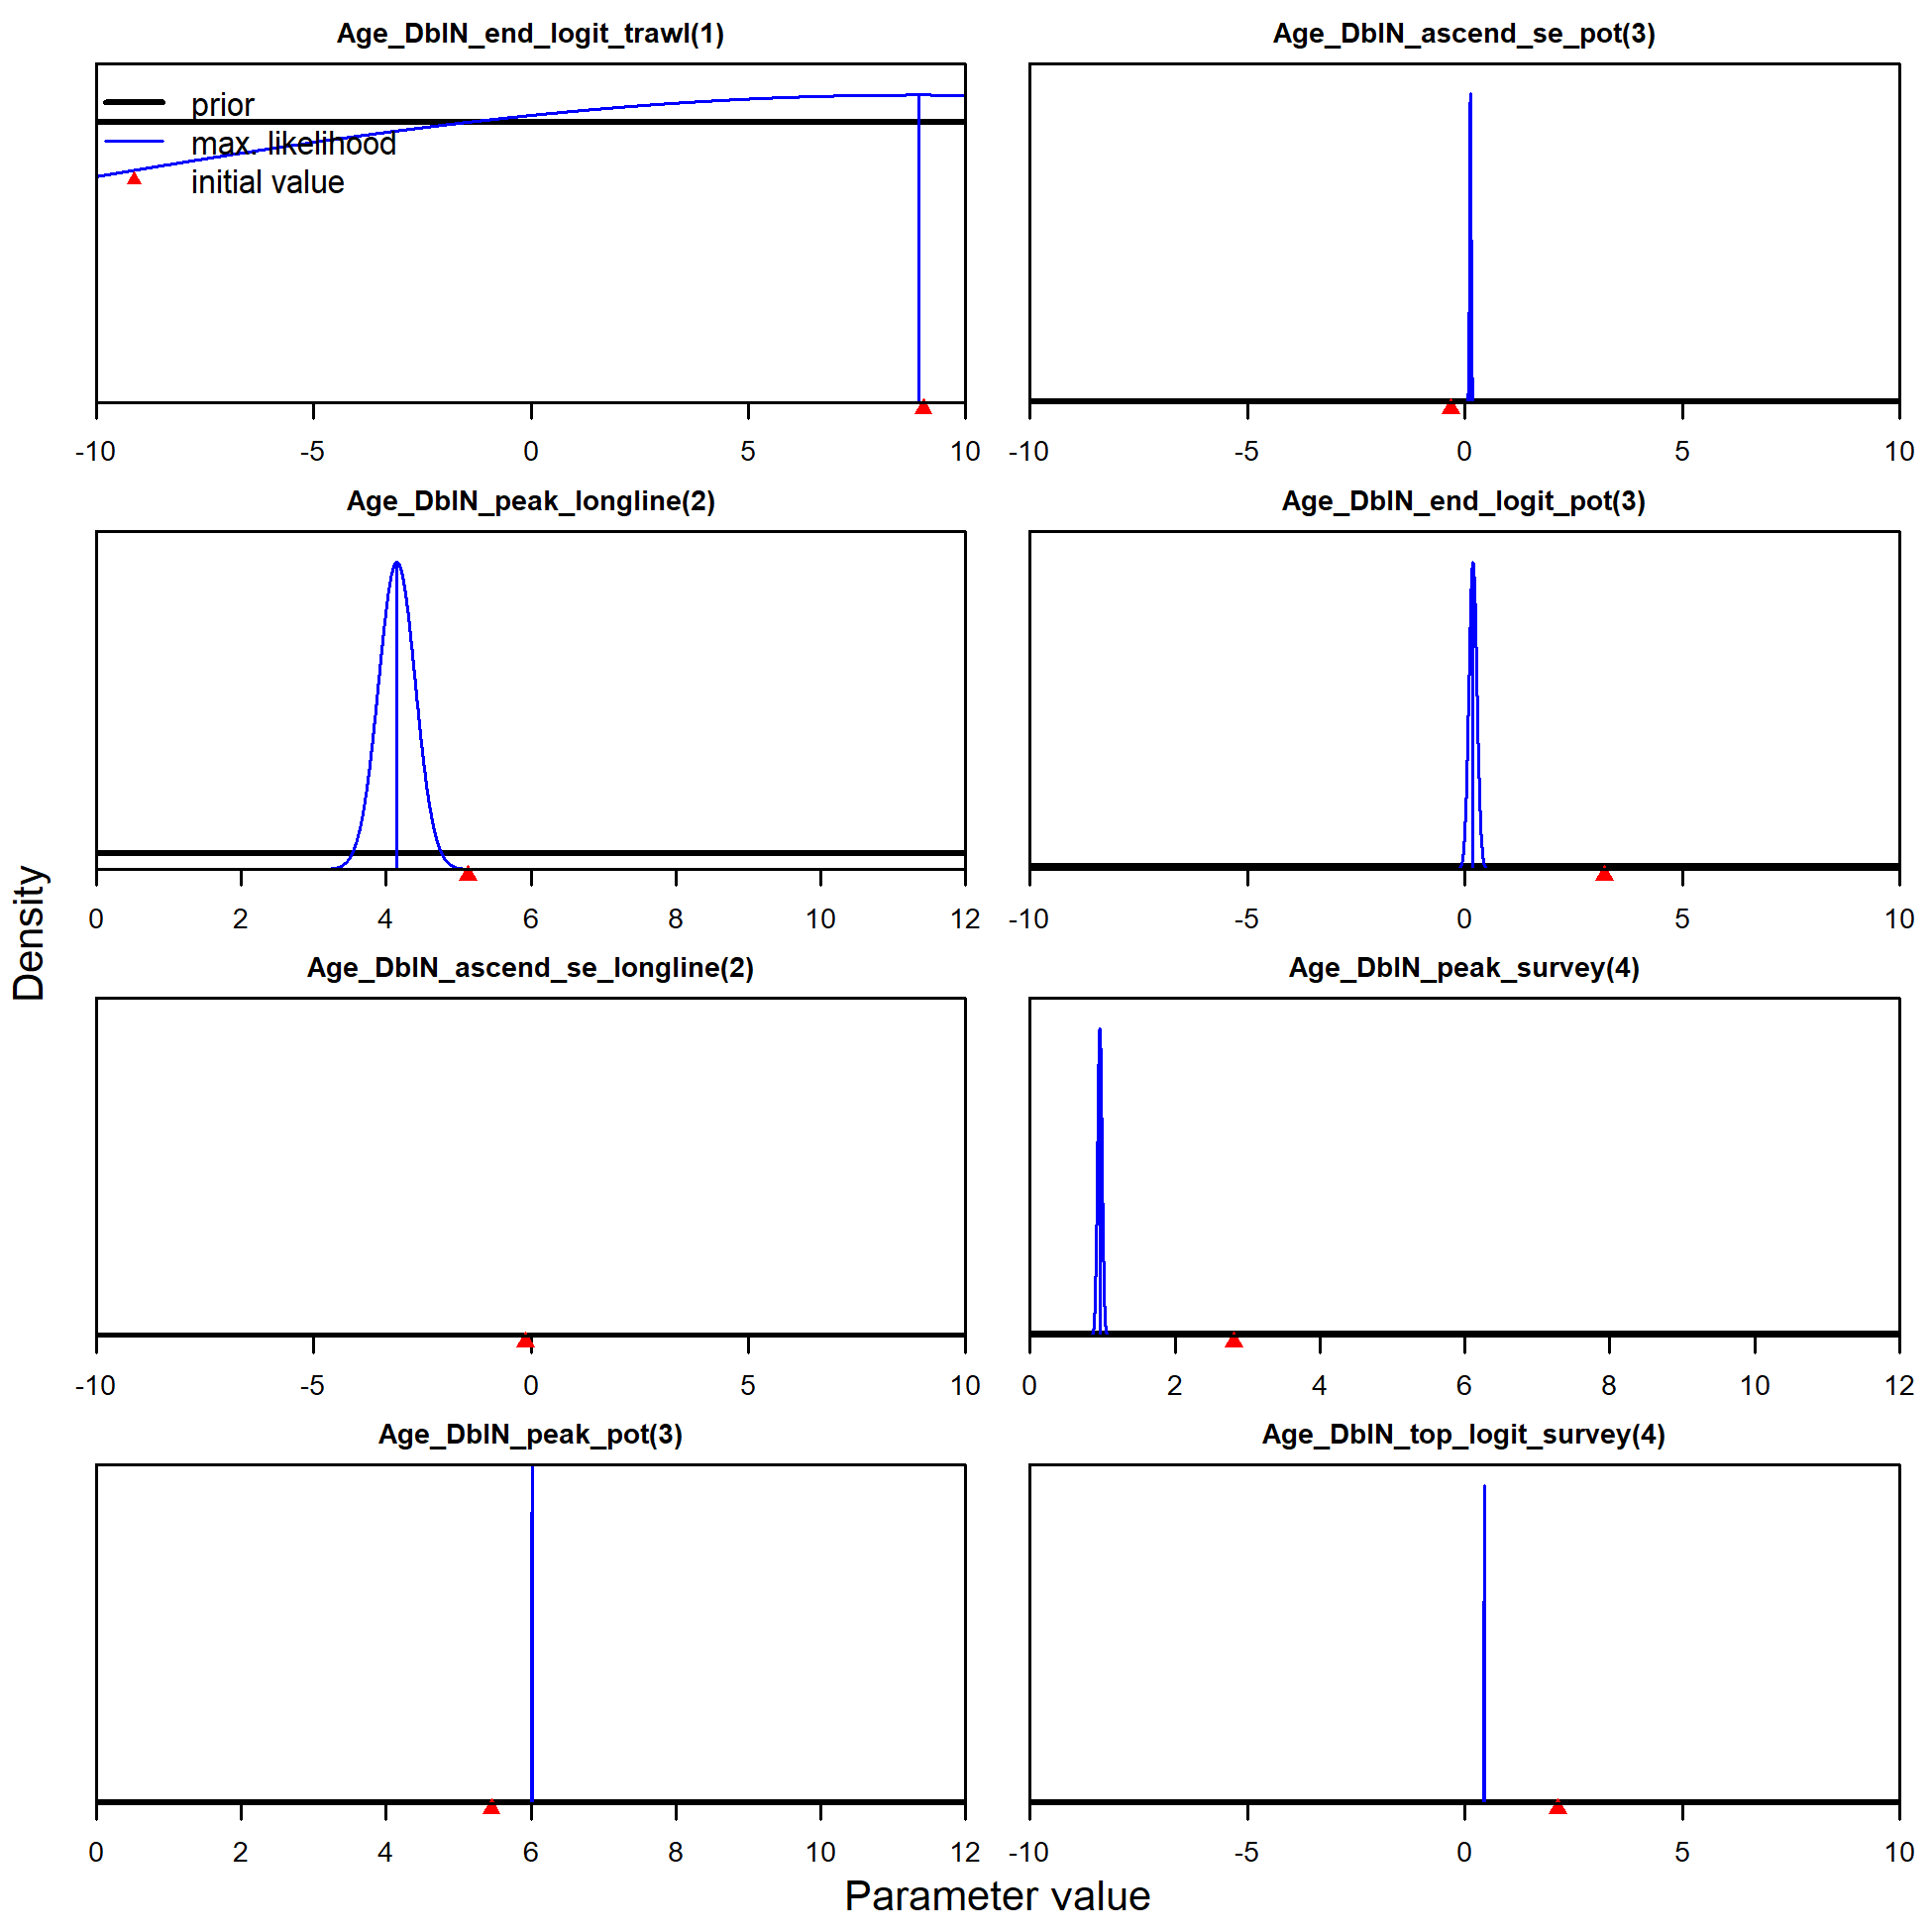 Age_DblN_end_logit_trawl(1)
prior
max. likelihood
initial value
-10 -5 0 5 10
Age_DblN_ascend_se_pot(3)
-10 -5 0 5 10
Age_DblN_peak_longline(2)
0 2 4 6 8 10 12
Age_DblN_end_logit_pot(3)
-10 -5 0 5 10
Age_DblN_ascend_se_longline(2)
-10 -5 0 5 10
Age_DblN_peak_survey(4)
0 2 4 6 8 10 12
Age_DblN_peak_pot(3)
0 2 4 6 8 10 12
Age_DblN_top_logit_survey(4)
-10 -5 0 5 10
Density
Parameter value